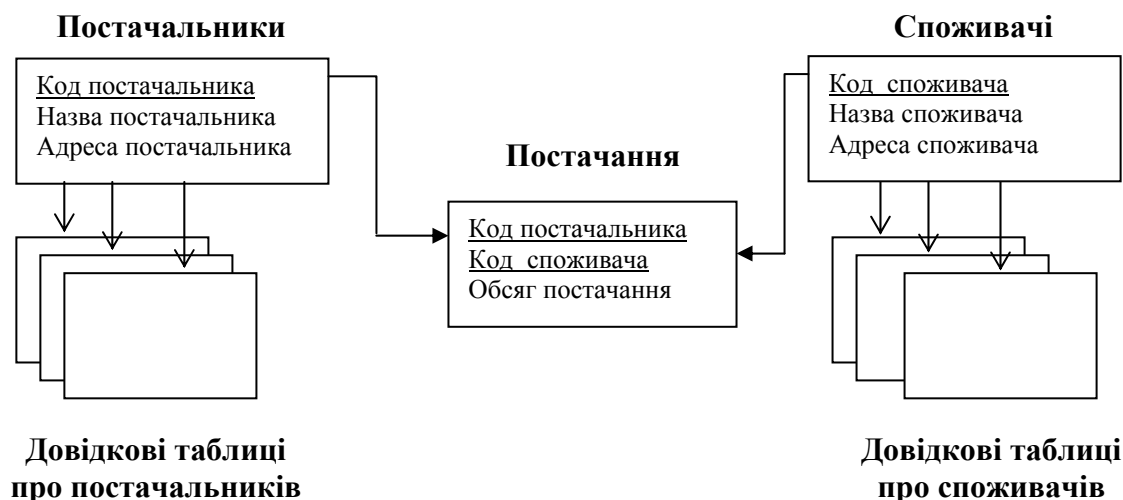 Постачальники
Код постачальника
Назва постачальника
Адреса постачальника
Споживачі
Код споживача
Назва споживача
Адреса споживача
Постачання
Код постачальника
Код споживача
Обсяг постачання
Довідкові таблиці
про постачальників
Довідкові таблиці
про споживачів